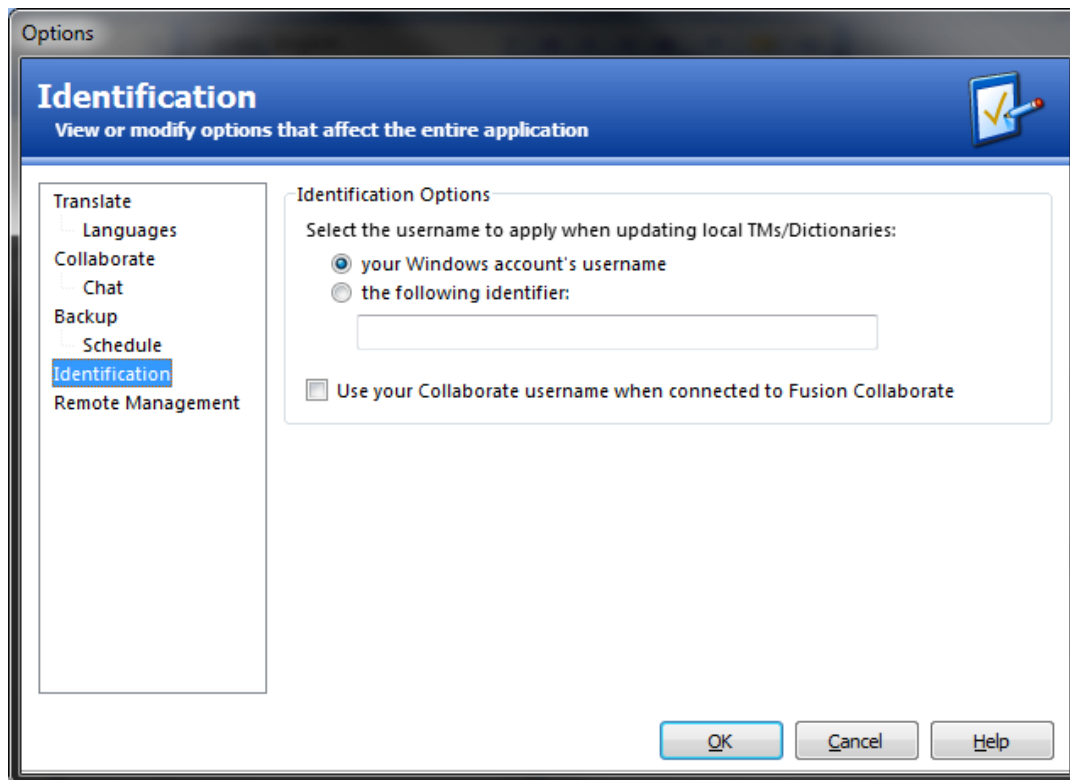 Options
Identification
View or modify options that affect the entire application
Translate
Languages
Collaborate
Chat
Backup
Schedule
Identification
Remote Management
Identification Options
Select the username to apply when updating local TMs/Dictionaries:
your Windows account's username
the following identifier:
Use your Collaborate username when connected to Fusion Collaborate
OK
Cancel
Help